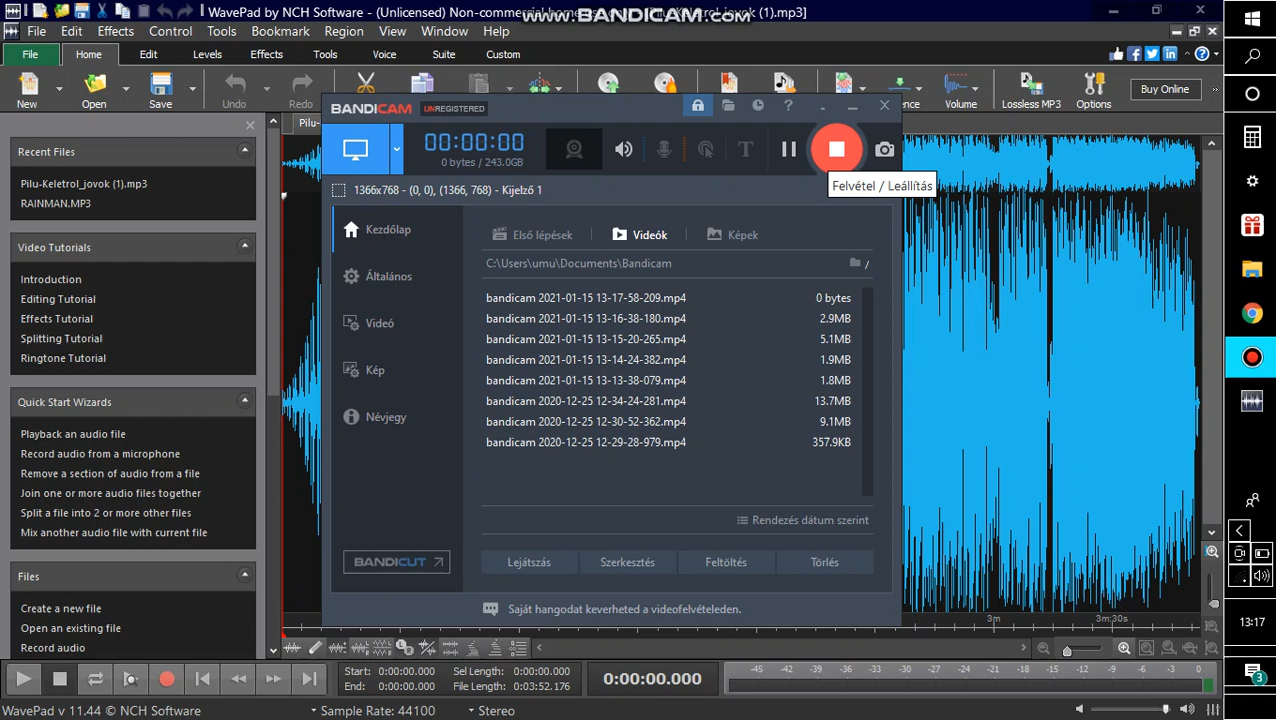 WavePad by NCH Software - (Unlicensed) Non-commercial home
(1).mp3]
www.BANDICAM.com
File Edit Effects Control Tools Bookmarks Region View Window Help
File Home Edit Levels Effects Tools Voice Suite Custom
New Open Save Undo Redo Volume Lossless MP3 Options Buy Online
BANDICAM UNREGISTERED
00:00:00
0 bytes / 243.0GB
Felvétel / Leállítás
1366x768 - (0, 0), (1366, 768) - Kijelző 1
Kezdőlap
Általános
Videó
Kép
Névjegy
BANDICUT
Első lépések Videók Képek
C:\Users\umu\Documents\Bandicam /
bandicam 2021-01-15 13-17-58-209.mp4 0 bytes
bandicam 2021-01-15 13-16-38-180.mp4 2.9MB
bandicam 2021-01-15 13-15-20-265.mp4 5.1MB
bandicam 2021-01-15 13-14-24-382.mp4 1.9MB
bandicam 2021-01-15 13-13-38-079.mp4 1.8MB
bandicam 2020-12-25 12-34-24-281.mp4 13.7MB
bandicam 2020-12-25 12-30-52-362.mp4 9.1MB
bandicam 2020-12-25 12-29-28-979.mp4 357.9KB
Rendezés dátum szerint
Lejátszás Szerkesztés Feltöltés Törlés
Saját hangodat keverheted a videofelvételeden.
Recent Files
Pilu-Keletrol_jovok (1).mp3
RAINMAN.MP3
Video Tutorials
Introduction
Editing Tutorial
Effects Tutorial
Splitting Tutorial
Ringtone Tutorial
Quick Start Wizards
Playback an audio file
Record audio from a microphone
Remove a section of audio from a file
Join one or more audio files together
Split a file into 2 or more other files
Mix another audio file with current file
Files
Create a new file
Open an existing file
Record audio
3m 3m:30s
Start: 0:00:00.000 Sel Length: 0:00:00.000
End: 0:00:00.000 File Length: 0:03:52.176
0:00:00.000
-45 -42 -39 -36 -33 -30 -27 -24 -21 -18 -15 -12 -9 -6 -3 0
WavePad v 11.44 © NCH Software Sample Rate: 44100 Stereo
13:17
3